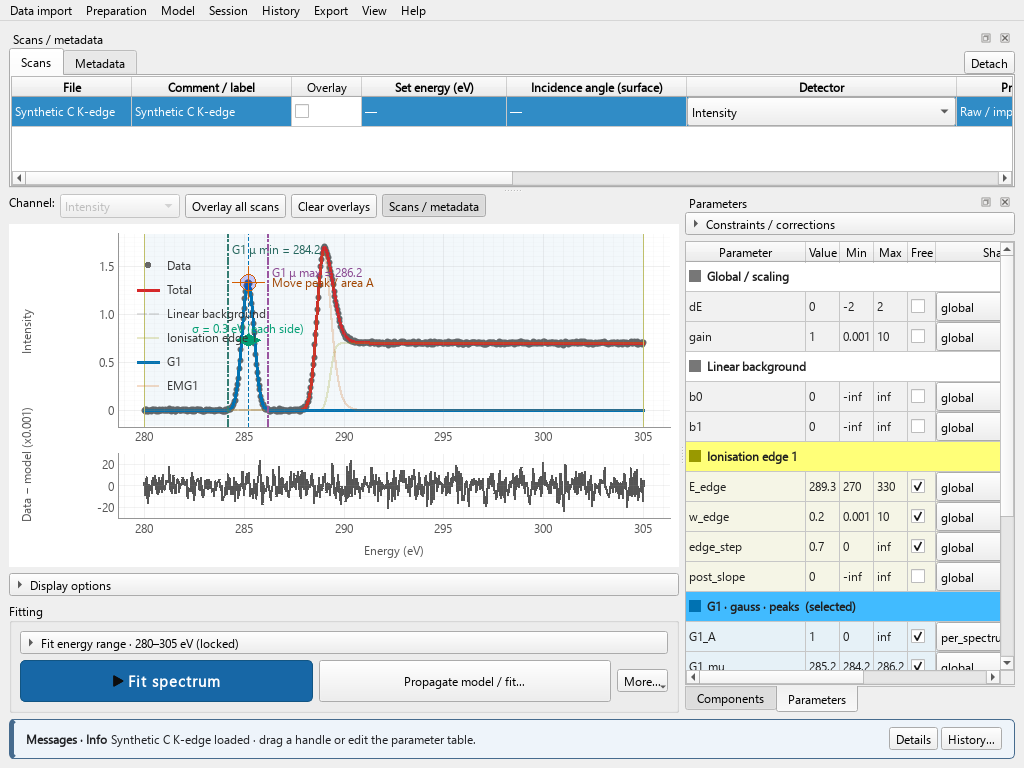 Data import Preparation Model Session History Export View Help
Scans / metadata
Scans Metadata Detach
File Comment / label Overlay Set energy (eV) Incidence angle (surface) Detector Pr
Synthetic C K-edge Synthetic C K-edge — — Intensity Raw / imp
Channel: Intensity Overlay all scans Clear overlays Scans / metadata
Intensity
1.5
1.0
0.5
0
Data
Total
Linear background
Ionisation edge
G1
EMG1
G1 μ min = 284.2
G1 μ max = 286.2
Move peak / area A
σ = 0.3 eV (each side)
280 285 290 295 300 305
Data − model (x0.001)
20
0
-20
280 285 290 295 300 305
Energy (eV)
Display options
Fitting
Fit energy range · 280–305 eV (locked)
Fit spectrum Propagate model / fit... More...
Parameters
Constraints / corrections
Parameter Value Min Max Free Sha
Global / scaling
dE 0 -2 2 global
gain 1 0.001 10 global
Linear background
b0 0 -inf inf global
b1 0 -inf inf global
Ionisation edge 1
E_edge 289.3 270 330 global
w_edge 0.2 0.001 10 global
edge_step 0.7 0 inf global
post_slope 0 -inf inf global
G1 · gauss · peaks (selected)
G1_A 1 0 inf per_spectru
G1_mu 285.2 284.2 286.2 global
Components Parameters
Messages · Info Synthetic C K-edge loaded · drag a handle or edit the parameter table. Details History...